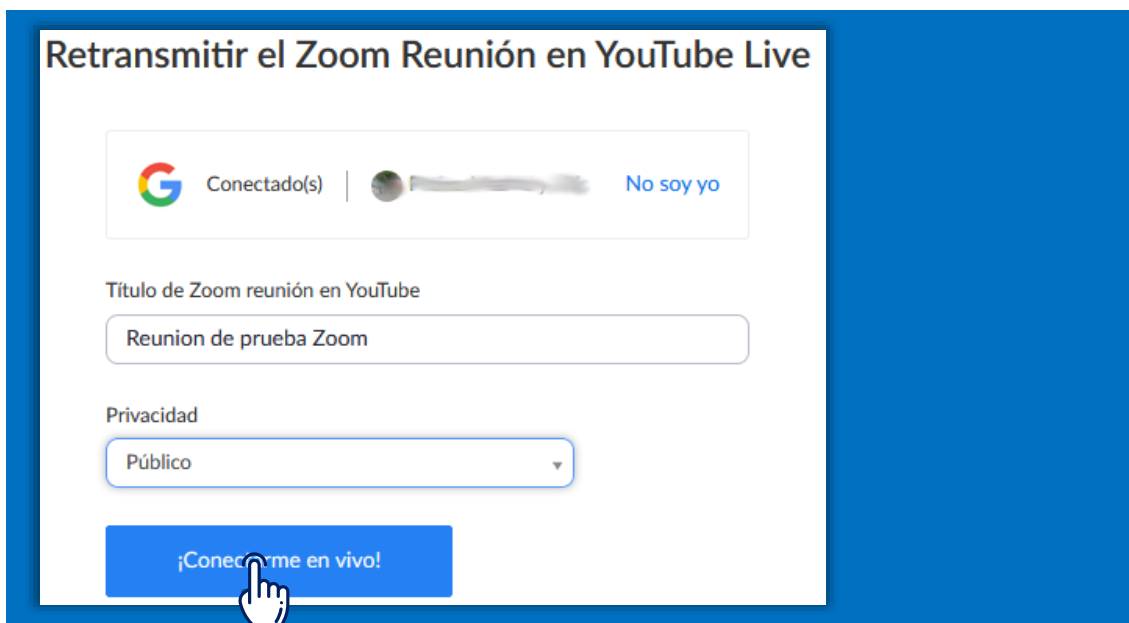 Retransmitir el Zoom Reunión en YouTube Live
Conectado(s)
No soy yo
Título de Zoom reunión en YouTube
Reunion de prueba Zoom
Privacidad
Público
¡Conectarme en vivo!